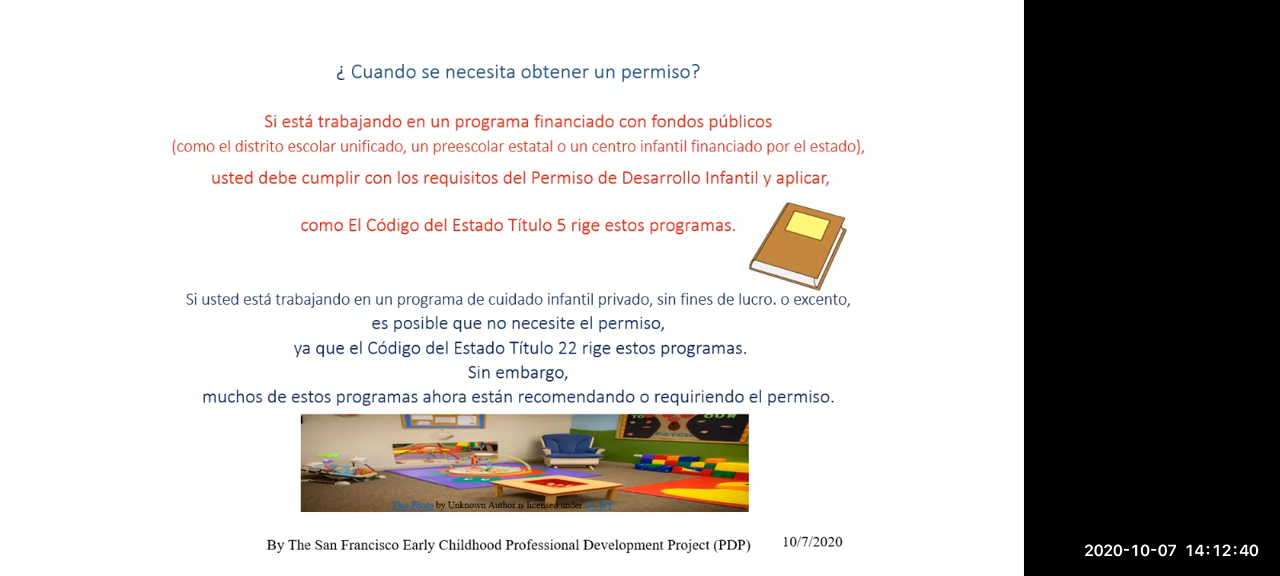 ¿ Cuando se necesita obtener un permiso?
Si está trabajando en un programa financiado con fondos públicos
(como el distrito escolar unificado, un preescolar estatal o un centro infantil financiado por el estado),
usted debe cumplir con los requisitos del Permiso de Desarrollo Infantil y aplicar,
como El Código del Estado Título 5 rige estos programas.
Si usted está trabajando en un programa de cuidado infantil privado, sin fines de lucro. o excento,
es posible que no necesite el permiso,
ya que el Código del Estado Título 22 rige estos programas.
Sin embargo,
muchos de estos programas ahora están recomendando o requiriendo el permiso.
OUR
This Photo by Unknown Author is licensed under CC BY
By The San Francisco Early Childhood Professional Development Project (PDP)
10/7/2020
2020-10-07 14:12:40